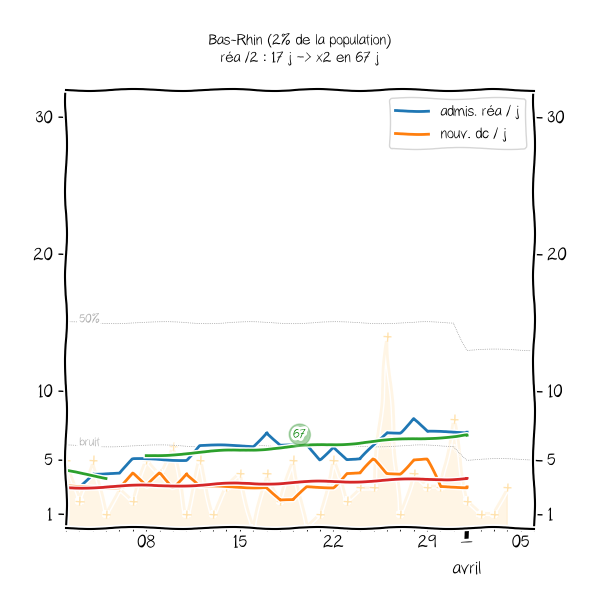 Bas-Rhin (2% de la population)
réa /2 : 17 j -> x2 en 67 j
admis. réa / j
nouv. dc / j
30
30
20
20
50%
10
10
67
bruit
5
5
1
1
08
15
22
29
05
avril